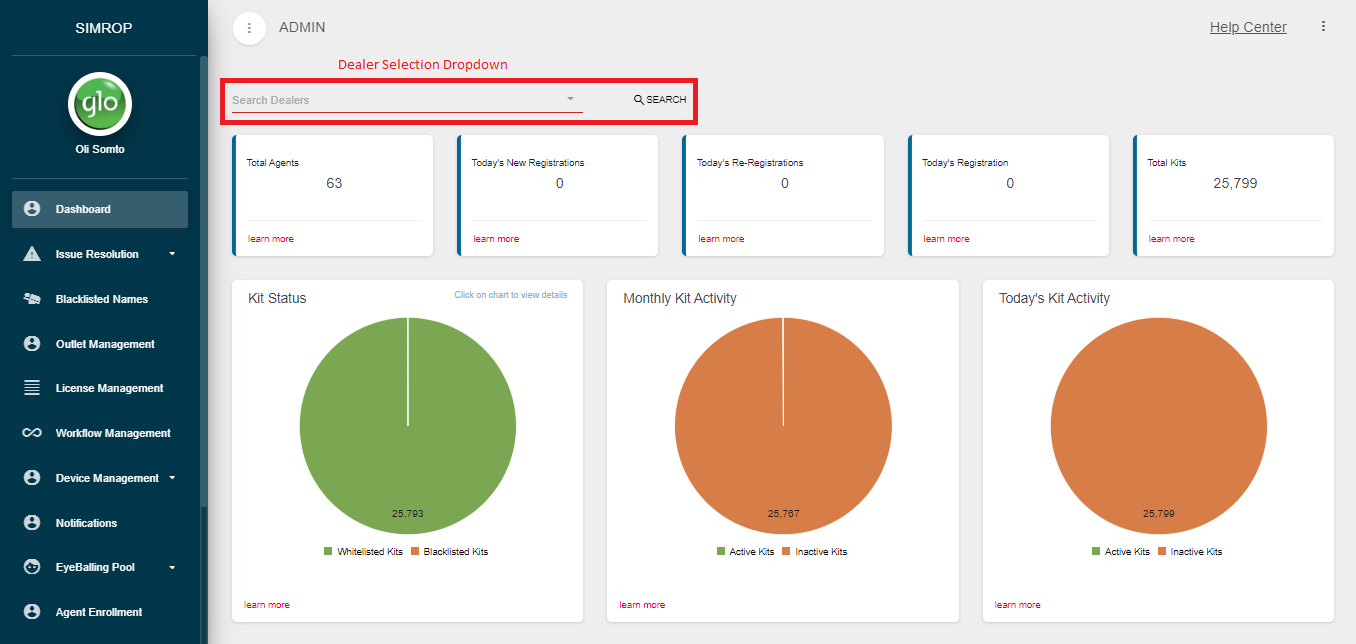 SIMROP
glo
Oli Somto
Dashboard
Issue Resolution
Blacklisted Names
Outlet Management
License Management
Workflow Management
Device Management
Notifications
EyeBalling Pool
Agent Enrollment
ADMIN
Help Center
Dealer Selection Dropdown
Search Dealers
SEARCH
Total Agents
63
learn more
Today's New Registrations
0
learn more
Today's Re-Registrations
0
learn more
Today's Registration
0
learn more
Total Kits
25,799
learn more
Kit Status
Click on chart to view details
25,793
Whitelisted Kits Blacklisted Kits
learn more
Monthly Kit Activity
25,767
Active Kits Inactive Kits
learn more
Today's Kit Activity
25,799
Active Kits Inactive Kits
learn more